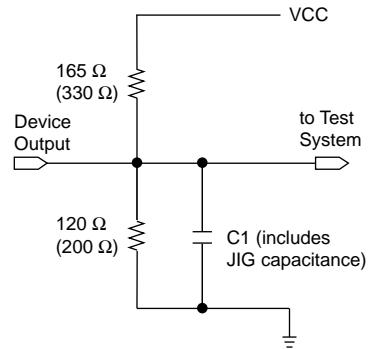 VCC
165 Ω
(330 Ω)
Device
Output
to Test
System
120 Ω
(200 Ω)
C1 (includes
JIG capacitance)